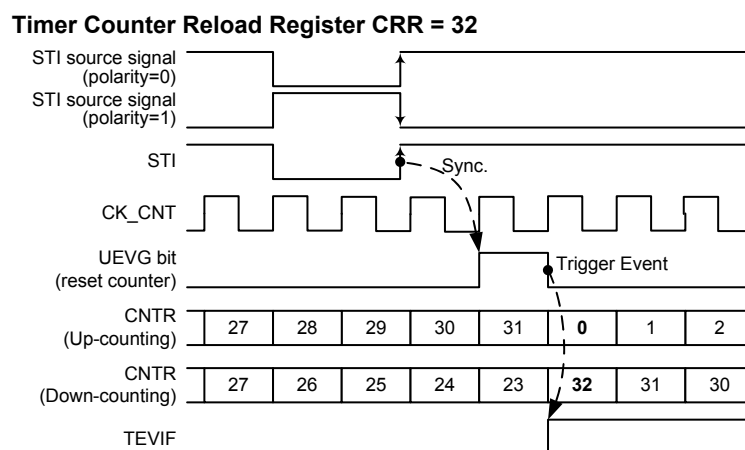 Timer Counter Reload Register CRR = 32
STI source signal
(polarity=0)
STI source signal
(polarity=1)
STI
Sync.
CK_CNT
UEVG bit
(reset counter)
Trigger Event
CNTR
(Up-counting)
27 28 29 30 31 0 1 2
CNTR
(Down-counting)
27 26 25 24 23 32 31 30
TEVIF